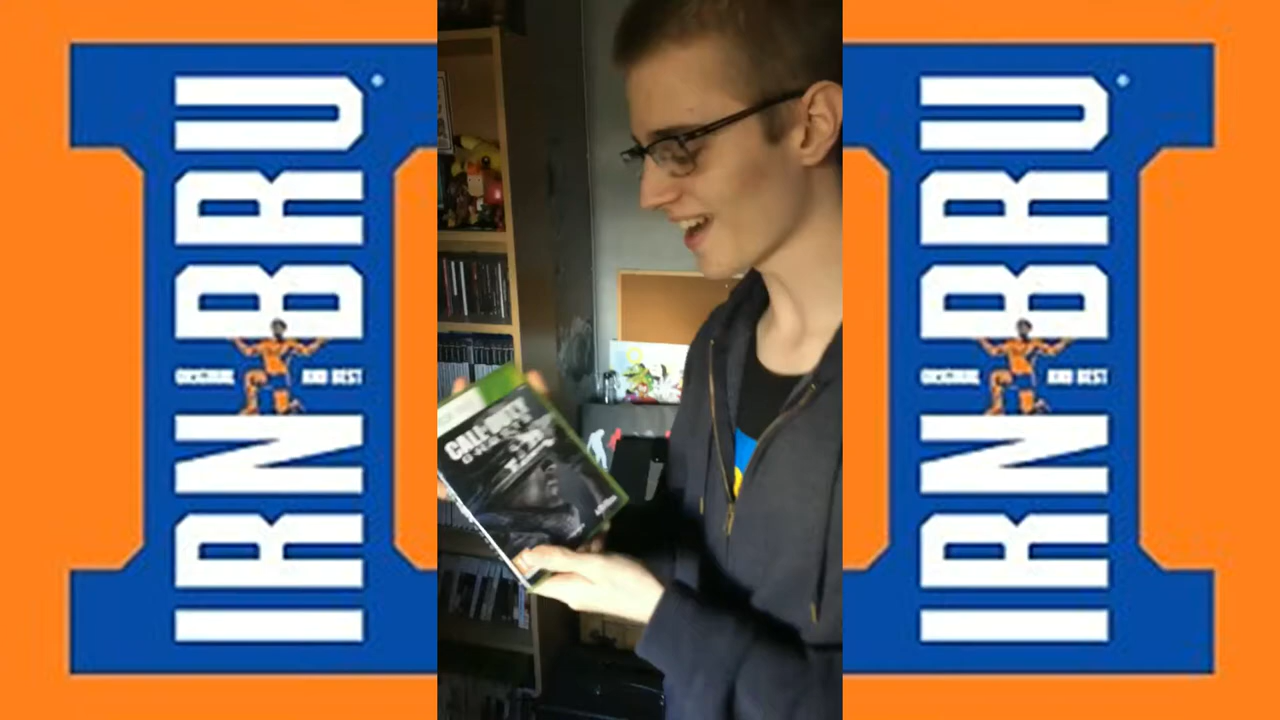 IRN BRU
ORIGINAL AND BEST
CALL OF DUTY
GHOSTS
IRN BRU
ORIGINAL AND BEST